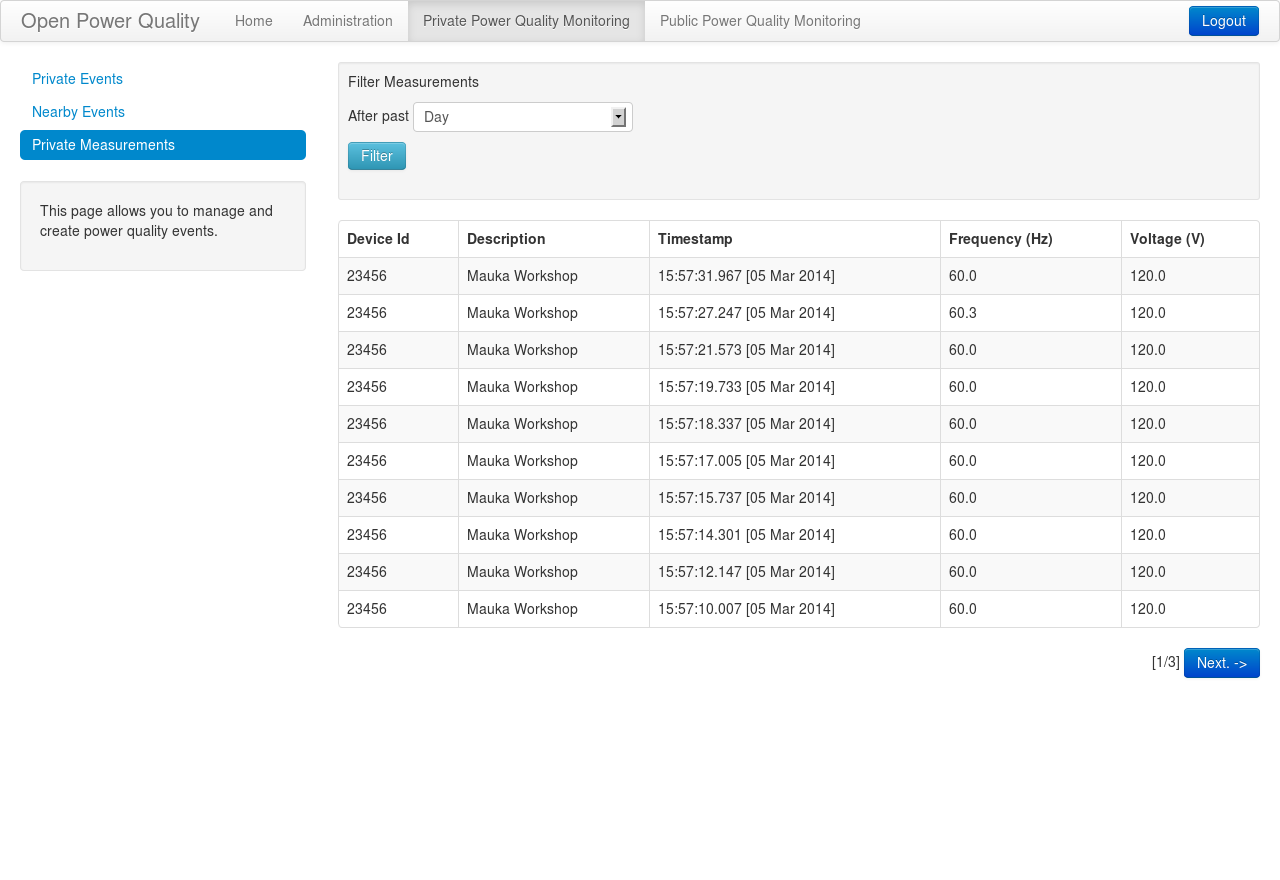 Open Power Quality Home Administration Private Power Quality Monitoring Public Power Quality Monitoring Logout
Private Events
Nearby Events
Private Measurements
This page allows you to manage and
create power quality events.
Filter Measurements
After past Day
Filter
Device Id Description Timestamp Frequency (Hz) Voltage (V)
23456 Mauka Workshop 15:57:31.967 [05 Mar 2014] 60.0 120.0
23456 Mauka Workshop 15:57:27.247 [05 Mar 2014] 60.3 120.0
23456 Mauka Workshop 15:57:21.573 [05 Mar 2014] 60.0 120.0
23456 Mauka Workshop 15:57:19.733 [05 Mar 2014] 60.0 120.0
23456 Mauka Workshop 15:57:18.337 [05 Mar 2014] 60.0 120.0
23456 Mauka Workshop 15:57:17.005 [05 Mar 2014] 60.0 120.0
23456 Mauka Workshop 15:57:15.737 [05 Mar 2014] 60.0 120.0
23456 Mauka Workshop 15:57:14.301 [05 Mar 2014] 60.0 120.0
23456 Mauka Workshop 15:57:12.147 [05 Mar 2014] 60.0 120.0
23456 Mauka Workshop 15:57:10.007 [05 Mar 2014] 60.0 120.0
[1/3] Next. ->